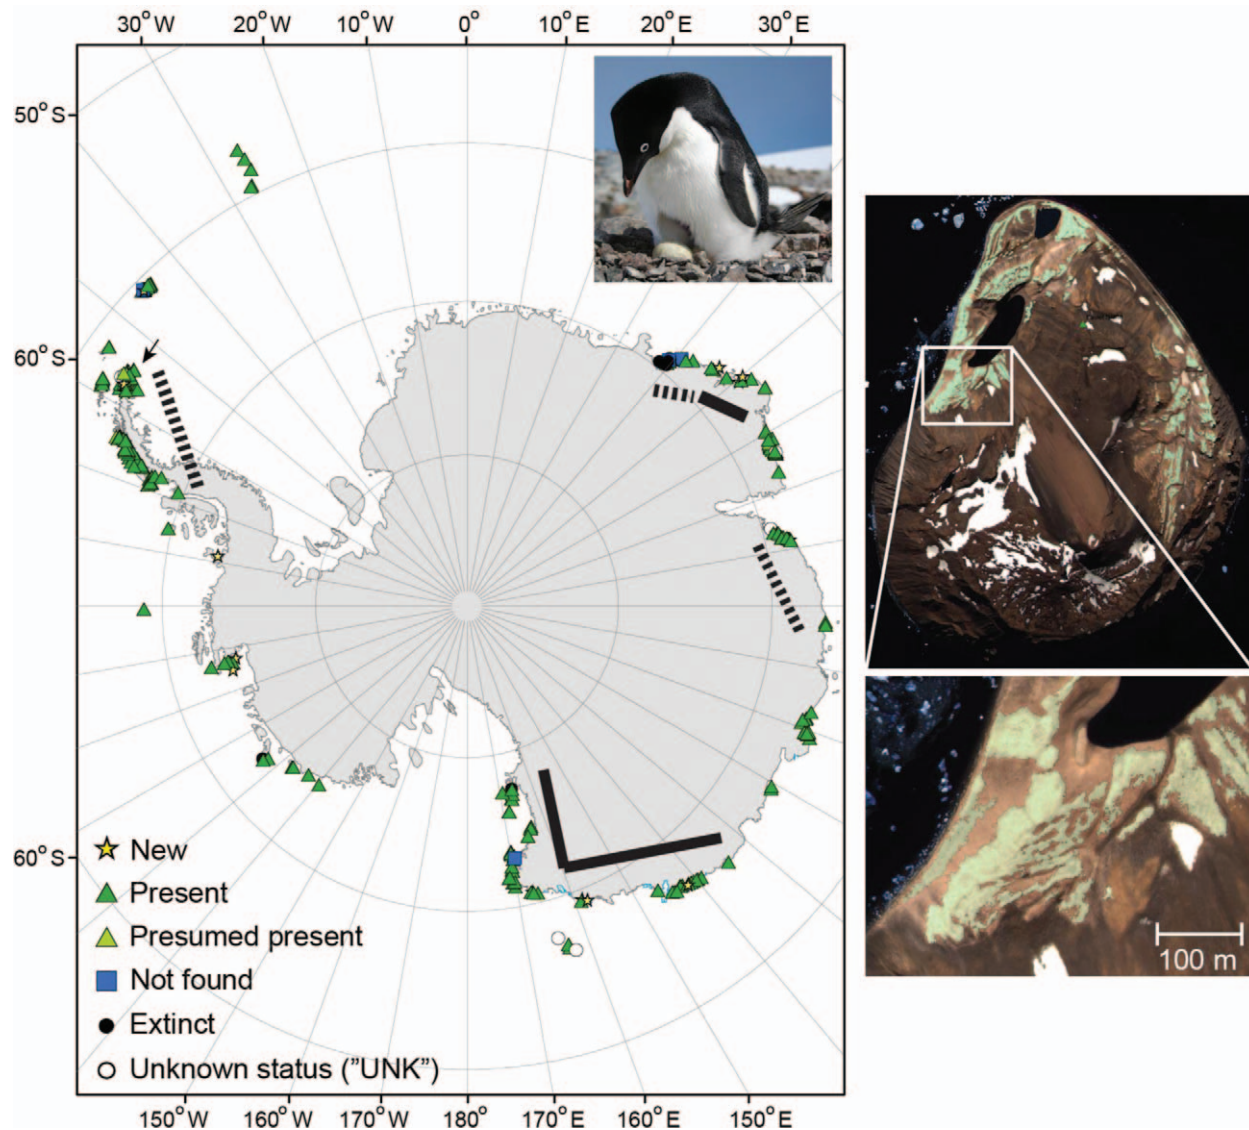 30°W 20°W 10°W 0° 10°E 20°E 30°E
50°S
60°S
60°S
New
Present
Presumed present
Not found
Extinct
Unknown status ("UNK")
100 m
150°W 160°W 170°W 180° 170°E 160°E 150°E